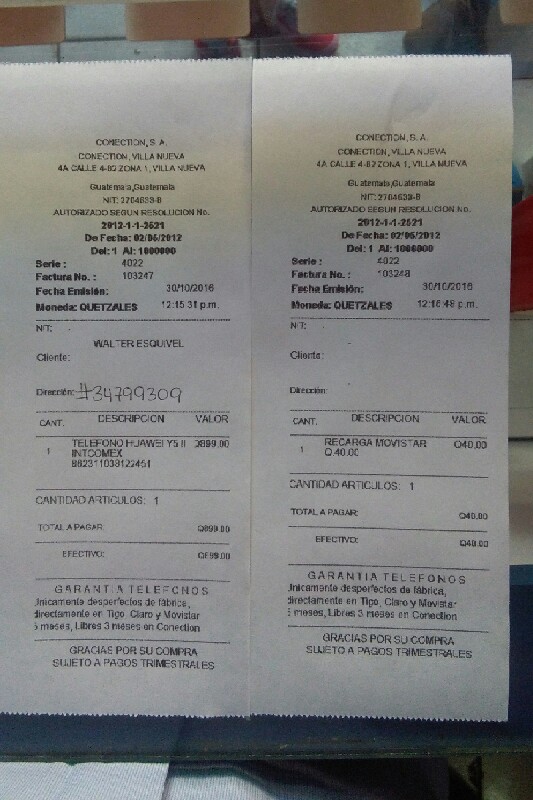 CONECTION, S. A.
CONECTION, VILLA NUEVA
4A CALLE 4-82 ZONA 1, VILLA NUEVA
Guatemala,Guatemala
NIT: 2704633-8
AUTORIZADO SEGUN RESOLUCION No.
2012-1-1-2521
De Fecha: 02/05/2012
Del: 1 Al: 1000000
Serie : 4022
Factura No. : 103247
Fecha Emisión: 30/10/2016
Moneda: QUETZALES 12:15:31 p.m.
NIT: -
WALTER ESQUIVEL
Cliente:
Dirección: #34799309
CANT. DESCRIPCION VALOR
1 TELEFONO HUAWEI Y5 II Q899.00
INTCOMEX
862311038122451
CANTIDAD ARTICULOS: 1
TOTAL A PAGAR: Q899.00
EFECTIVO: Q899.00
GARANTIA TELEFONOS
Unicamente desperfectos de fábrica,
directamente en Tigo, Claro y Movistar
meses, Libres 3 meses en Conection
GRACIAS POR SU COMPRA
SUJETO A PAGOS TRIMESTRALES
CONECTION, S. A.
CONECTION, VILLA NUEVA
4A CALLE 4-82 ZONA 1, VILLA NUEVA
Guatemala,Guatemala
NIT: 2704633-8
AUTORIZADO SEGUN RESOLUCION No.
2012-1-1-2521
De Fecha: 02/05/2012
Del: 1 Al: 1000000
Serie : 4022
Factura No. : 103248
Fecha Emisión: 30/10/2016
Moneda: QUETZALES 12:16:48 p.m.
NIT: -
Cliente: -
Dirección: -
CANT. DESCRIPCION VALOR
1 RECARGA MOVISTAR Q40.00
Q 40.00
CANTIDAD ARTICULOS: 1
TOTAL A PAGAR: Q40.00
EFECTIVO: Q40.00
GARANTIA TELEFONOS
Unicamente desperfectos de fábrica,
directamente en Tigo, Claro y Movistar
meses, Libres 3 meses en Conection
GRACIAS POR SU COMPRA
SUJETO A PAGOS TRIMESTRALES